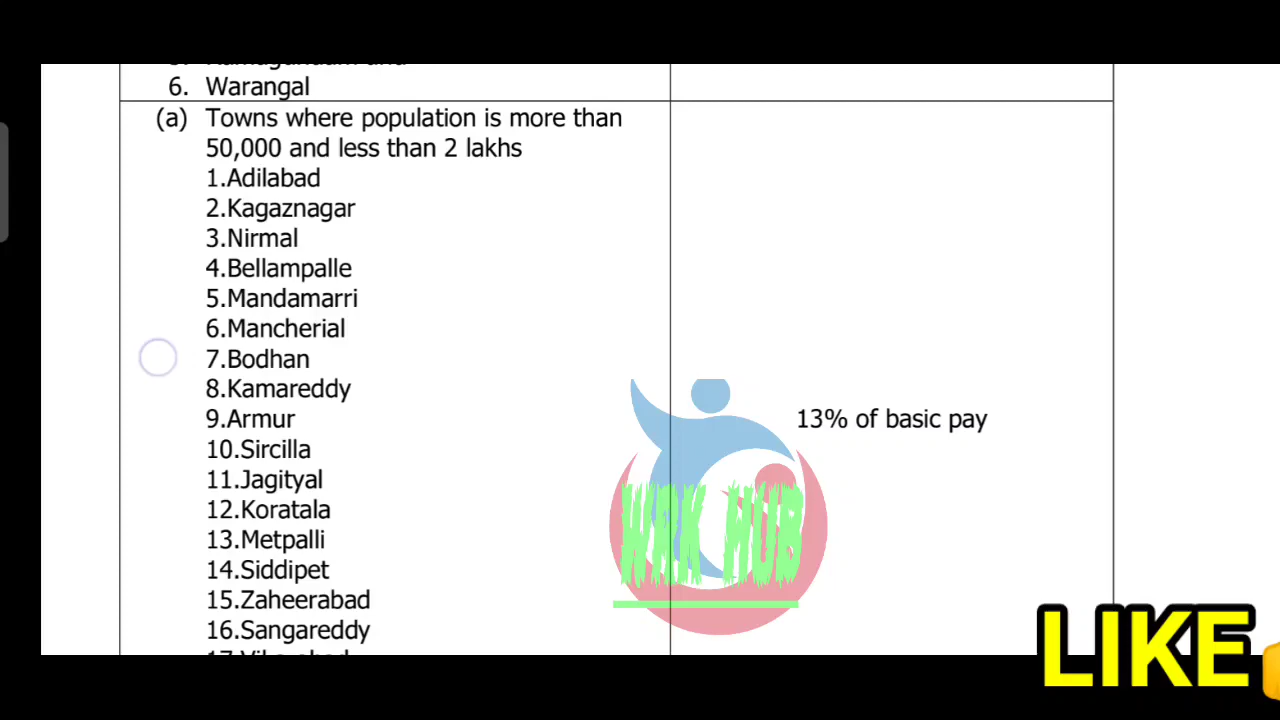 6. Warangal
(a) Towns where population is more than
50,000 and less than 2 lakhs
1.Adilabad
2.Kagaznagar
3.Nirmal
4.Bellampalle
5.Mandamarri
6.Mancherial
7.Bodhan
8.Kamareddy
9.Armur
13% of basic pay
10.Sircilla
11.Jagityal
12.Koratala
13.Metpalli
14.Siddipet
15.Zaheerabad
16.Sangareddy
WRK HUB
LIKE